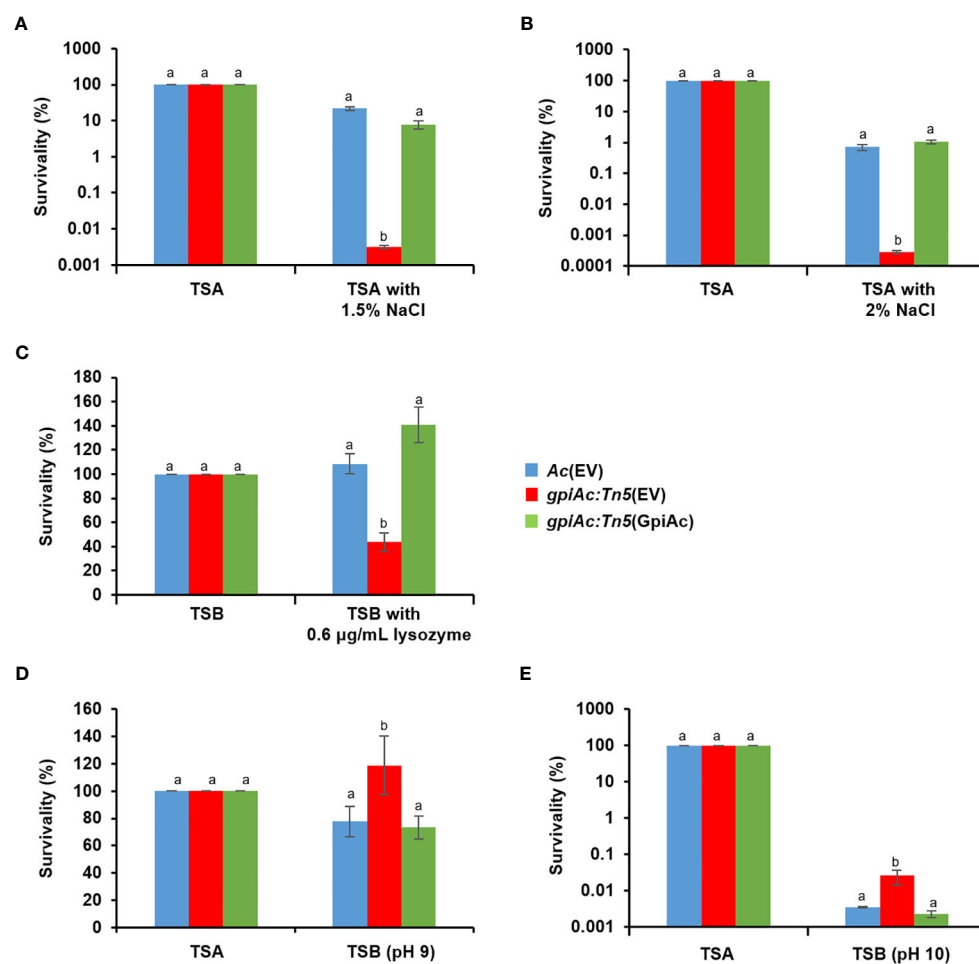 A
Survivality (%)
1000
100
10
1
0.1
0.01
0.001
a a a
a
b
a
TSA
TSA with
1.5% NaCl
B
Survivality (%)
1000
100
10
1
0.1
0.01
0.001
0.0001
a a a
a
b
a
TSA
TSA with
2% NaCl
C
Survivality (%)
180
160
140
120
100
80
60
40
20
0
a a a
a
b
a
TSB
TSB with
0.6 µg/mL lysozyme
Ac(EV)
gpiAc:Tn5(EV)
gpiAc:Tn5(GpiAc)
D
Survivality (%)
160
140
120
100
80
60
40
20
0
a a a
a
b
a
TSA
TSB (pH 9)
E
Survivality (%)
1000
100
10
1
0.1
0.01
0.001
a a a
a
b
a
TSA
TSB (pH 10)